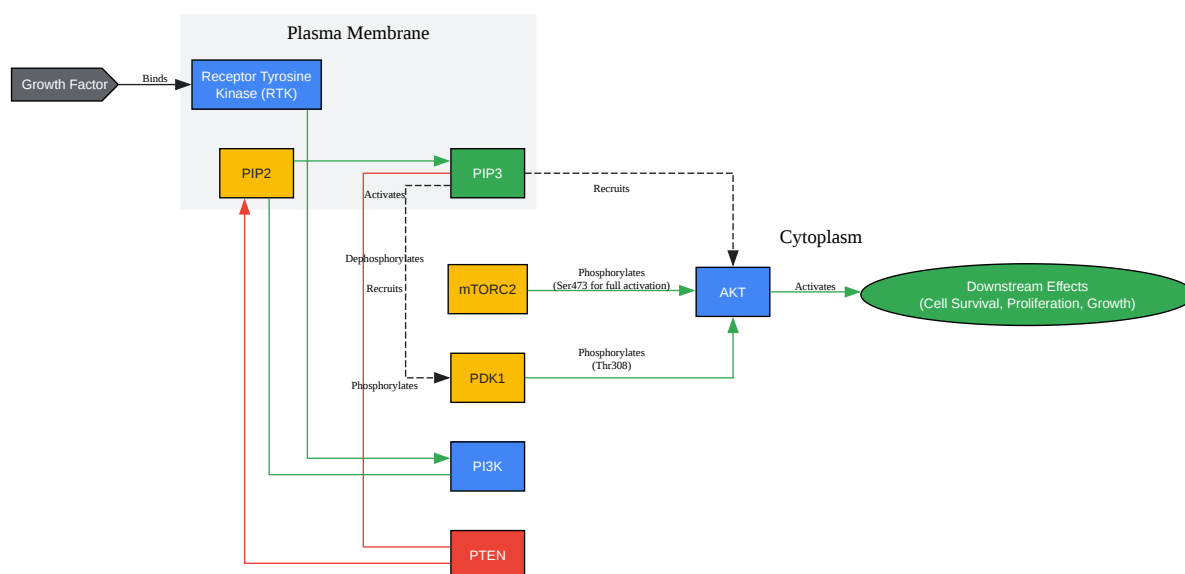 Plasma Membrane
Growth Factor
Binds
Receptor Tyrosine
Kinase (RTK)
PIP2
PIP3
Activates
Recruits
Cytoplasm
Dephosphorylates
Recruits
mTORC2
Phosphorylates
(Ser473 for full activation)
AKT
Activates
Downstream Effects
(Cell Survival, Proliferation, Growth)
Phosphorylates
(Thr308)
PDK1
Phosphorylates
PI3K
PTEN